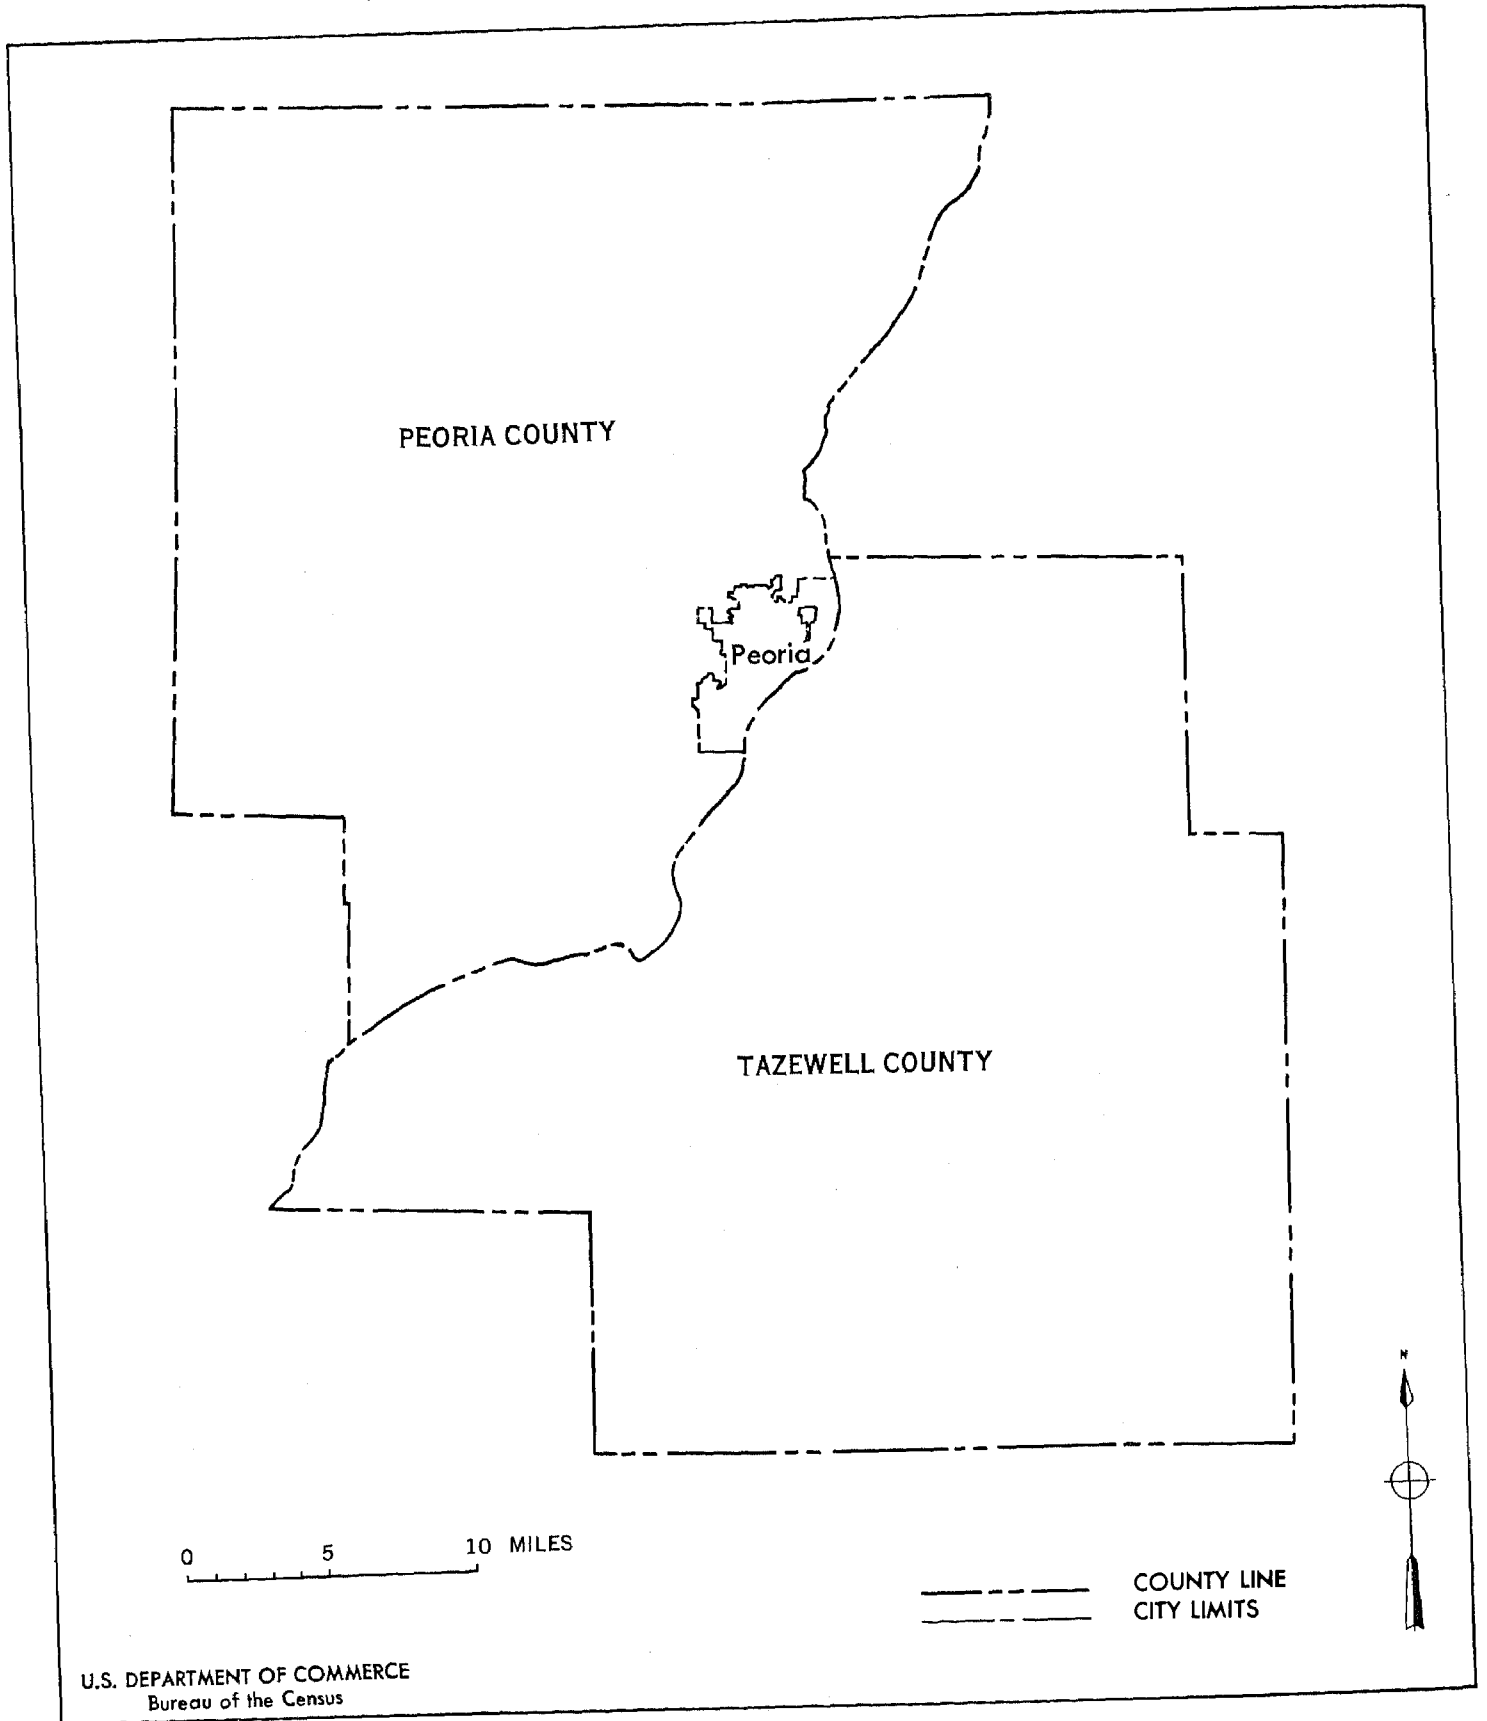 PEORIA COUNTY
Peoria
TAZEWELL COUNTY
N
0 5 10 MILES
COUNTY LINE
CITY LIMITS
U.S. DEPARTMENT OF COMMERCE
Bureau of the Census